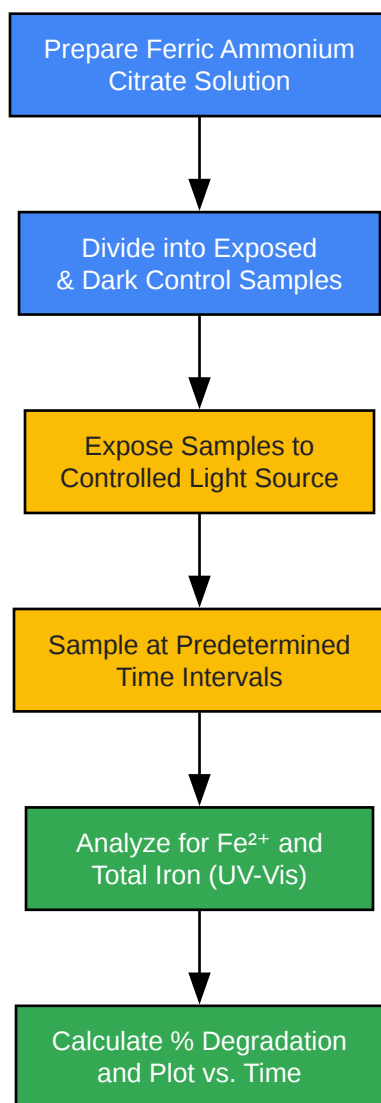 Prepare Ferric Ammonium
Citrate Solution
Divide into Exposed
& Dark Control Samples
Expose Samples to
Controlled Light Source
Sample at Predetermined
Time Intervals
Analyze for Fe²⁺ and
Total Iron (UV-Vis)
Calculate % Degradation
and Plot vs. Time